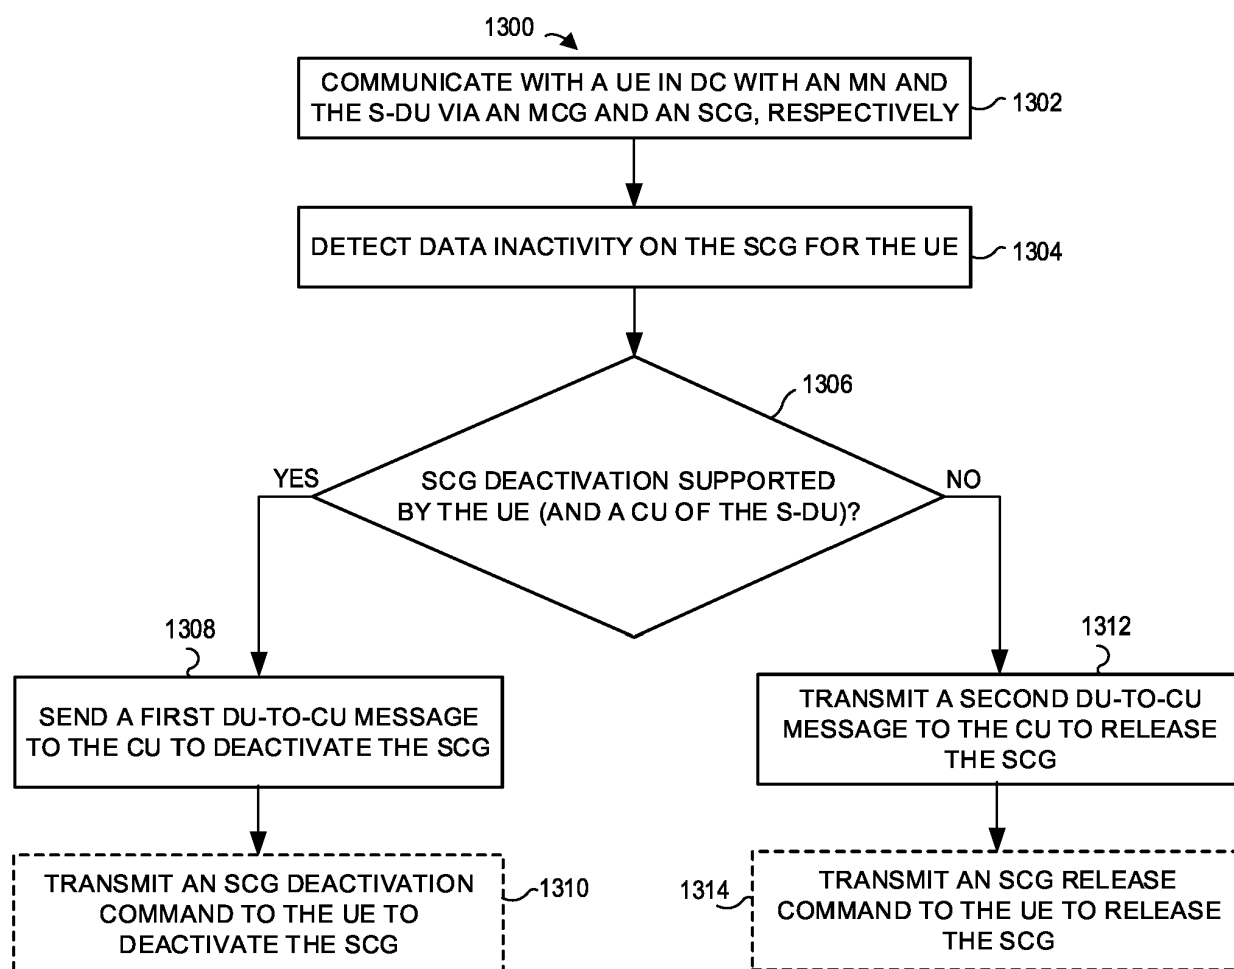 1300
COMMUNICATE WITH A UE IN DC WITH AN MN AND
THE S-DU VIA AN MCG AND AN SCG, RESPECTIVELY
1302
DETECT DATA INACTIVITY ON THE SCG FOR THE UE
1304
1306
SCG DEACTIVATION SUPPORTED
BY THE UE (AND A CU OF THE S-DU)?
YES
NO
1308
SEND A FIRST DU-TO-CU MESSAGE
TO THE CU TO DEACTIVATE THE SCG
1312
TRANSMIT A SECOND DU-TO-CU
MESSAGE TO THE CU TO RELEASE
THE SCG
TRANSMIT AN SCG DEACTIVATION
COMMAND TO THE UE TO
DEACTIVATE THE SCG
1310
1314
TRANSMIT AN SCG RELEASE
COMMAND TO THE UE TO RELEASE
THE SCG